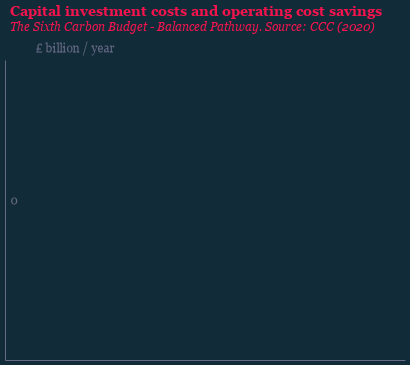 Capital investment costs and operating cost savings
The Sixth Carbon Budget - Balanced Pathway. Source: CCC (2020)
£ billion / year
0